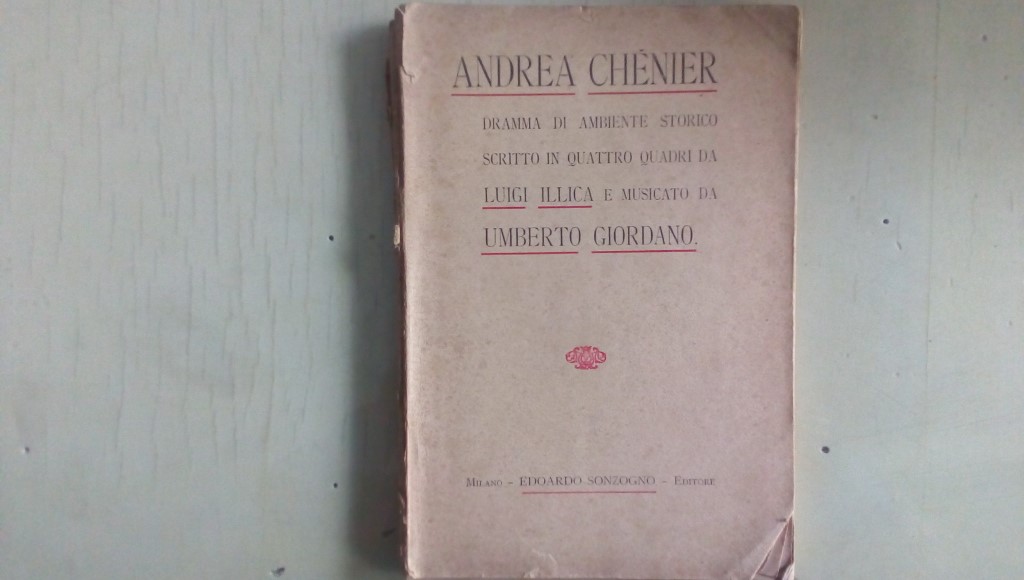 ANDREA CHÉNIER
DRAMMA DI AMBIENTE STORICO
SCRITTO IN QUATTRO QUADRI DA
LUIGI ILLICA E MUSICATO DA
UMBERTO GIORDANO.
MILANO – EDOARDO SONZOGNO – EDITORE